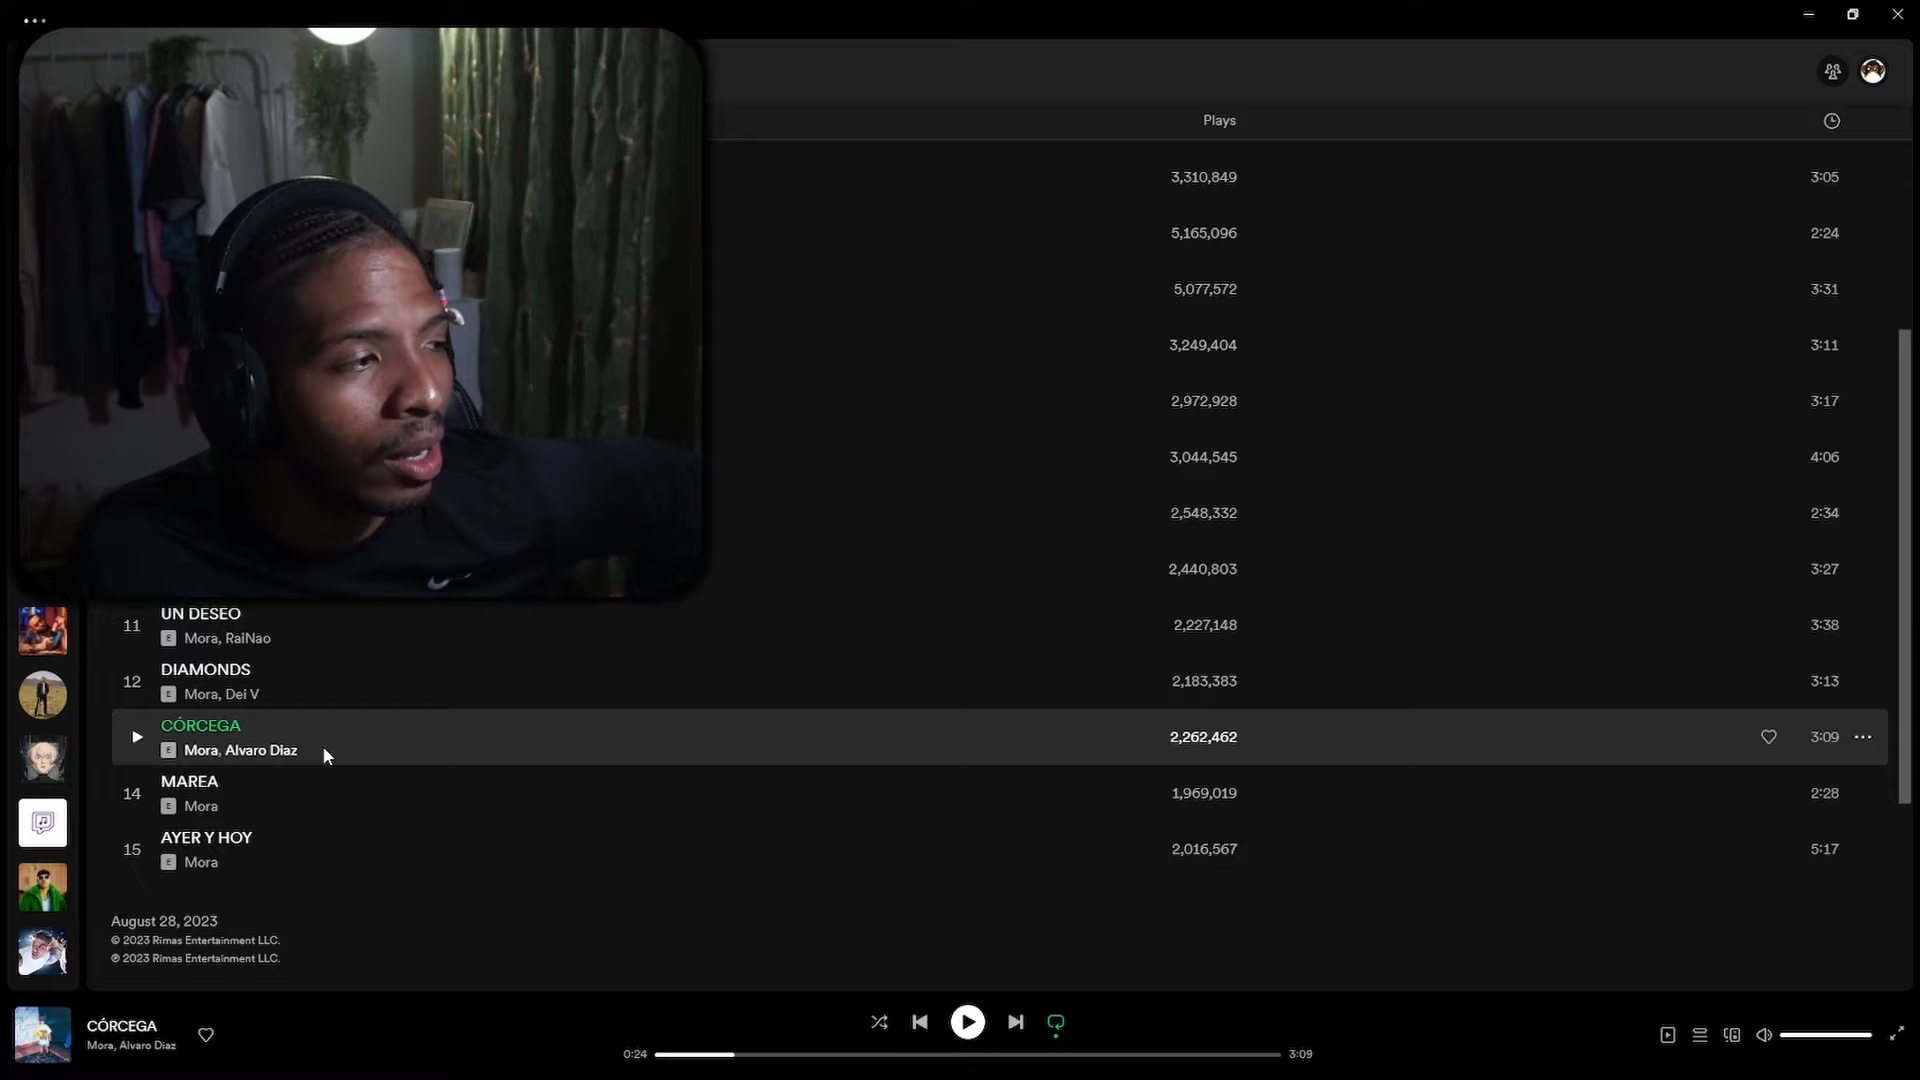 Plays
3,310,849 3:05
5,165,096 2:24
5,077,572 3:31
3,249,404 3:11
2,972,928 3:17
3,044,545 4:06
2,548,332 2:34
2,440,803 3:27
UN DESEO
11 2,227,148 3:38
E Mora, RaiNao
DIAMONDS
12 2,183,383 3:13
E Mora, Dei V
CÓRCEGA
2,262,462 3:09
E Mora, Alvaro Diaz
MAREA
14 1,969,019 2:28
E Mora
AYER Y HOY
15 2,016,567 5:17
E Mora
August 28, 2023
© 2023 Rimas Entertainment LLC.
℗ 2023 Rimas Entertainment LLC.
CÓRCEGA
Mora, Alvaro Diaz
0:24 3:09